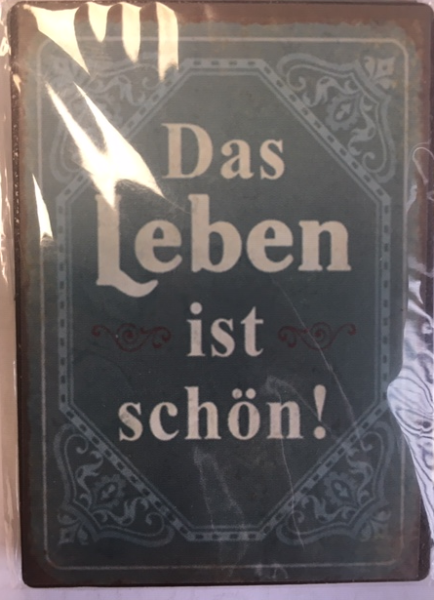 Das
Leben
ist
schön!